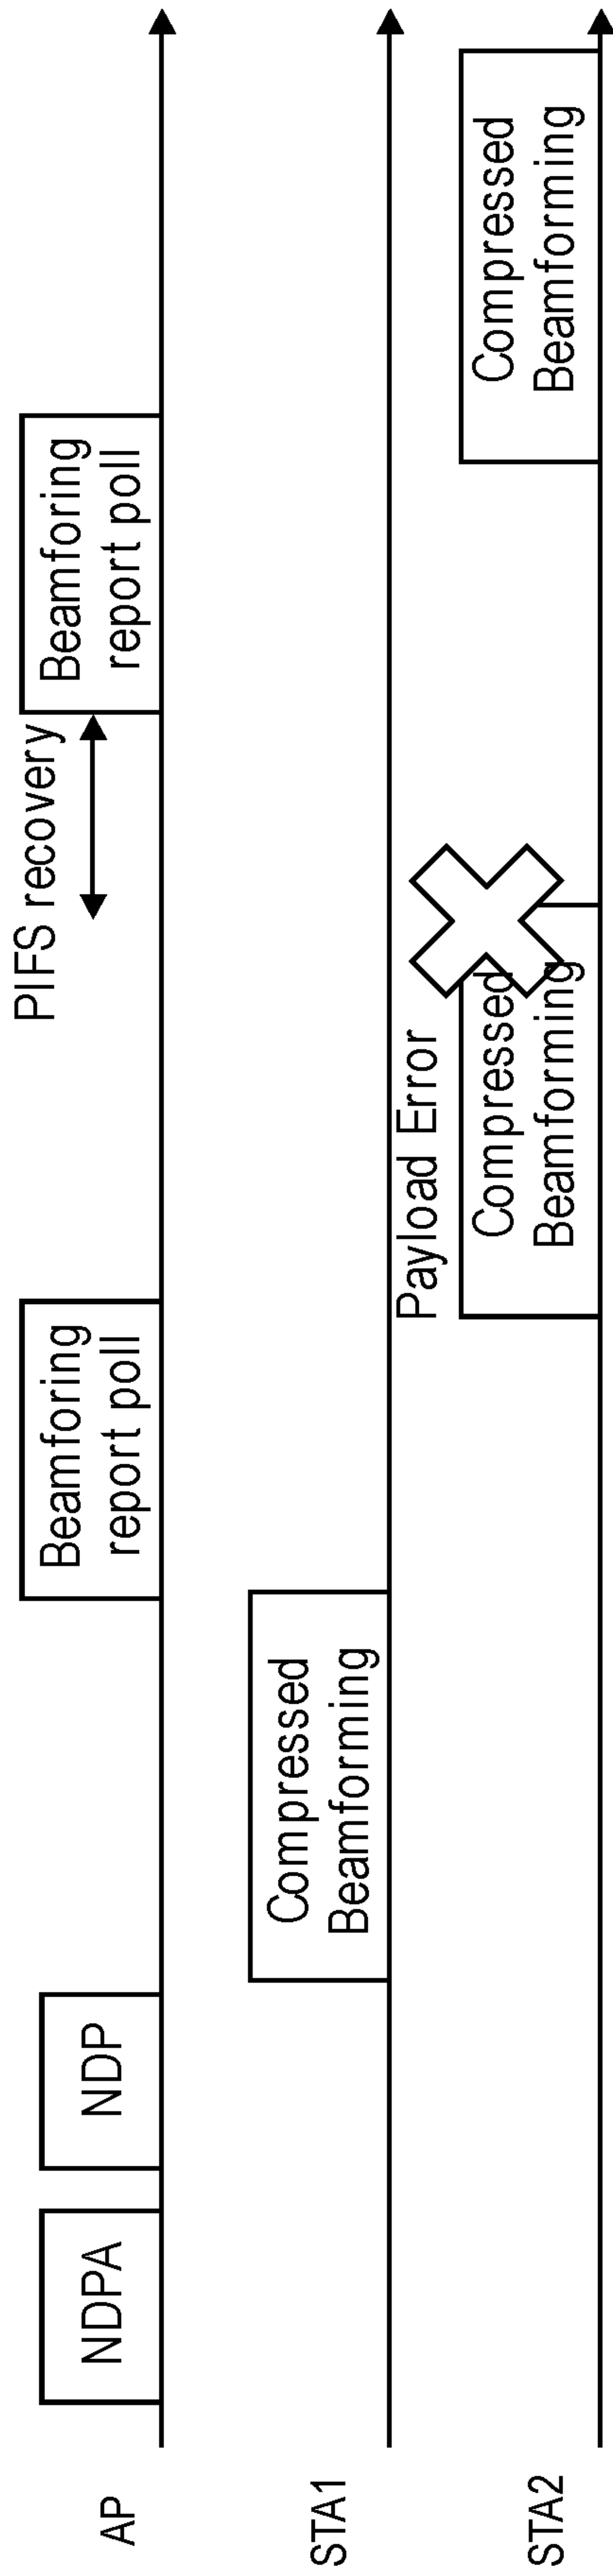 AP
NDPA
NDP
Beamforing
report poll
PIFS recovery
Beamforing
report poll
STA1
Compressed
Beamforming
STA2
Payload Error
Compressed
Beamforming
Compressed
Beamforming